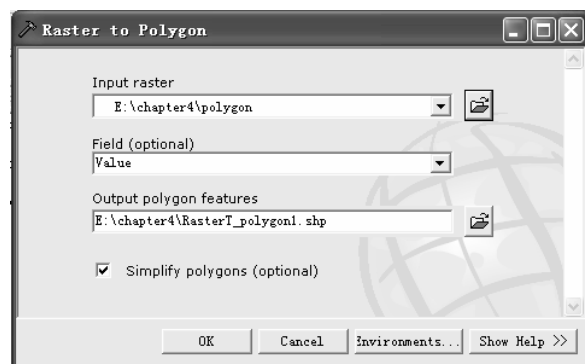 Raster to Polygon
Input raster
E:\chapter4\polygon
Field (optional)
Value
Output polygon features
E:\chapter4\RasterT_polygon1.shp
Simplify polygons (optional)
OK
Cancel
Environments...
Show Help >>